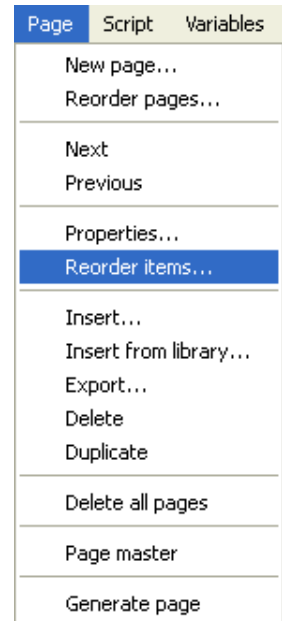 Page Script Variables
New page...
Reorder pages...
Next
Previous
Properties...
Reorder items...
Insert...
Insert from library...
Export...
Delete
Duplicate
Delete all pages
Page master
Generate page